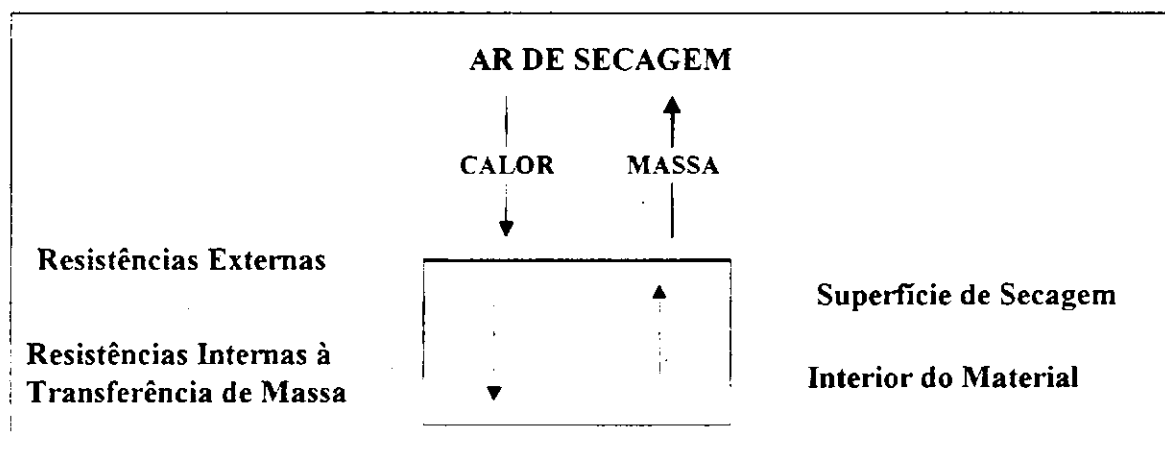 AR DE SECAGEM
CALOR MASSA
Resistências Externas
Superfície de Secagem
Resistências Internas à
Transferência de Massa
Interior do Material